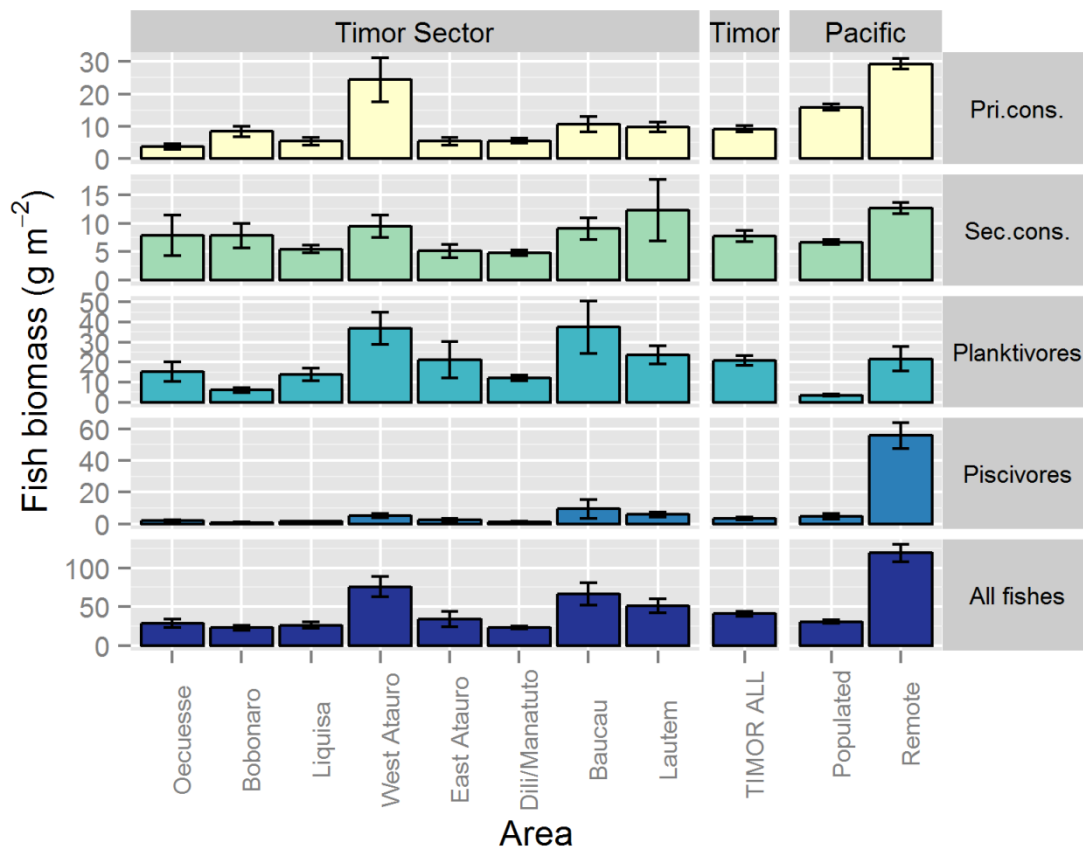 Timor Sector
Timor
Pacific
Fish biomass (g m⁻²)
30
20
10
0
Pri.cons.
15
10
5
0
Sec.cons.
50
40
30
20
10
0
Planktivores
60
40
20
0
Piscivores
100
50
0
All fishes
Oecuesse
Bobonaro
Liquisa
West Atauro
East Atauro
Dili/Manatuto
Baucau
Lautem
TIMOR ALL
Populated
Remote
Area